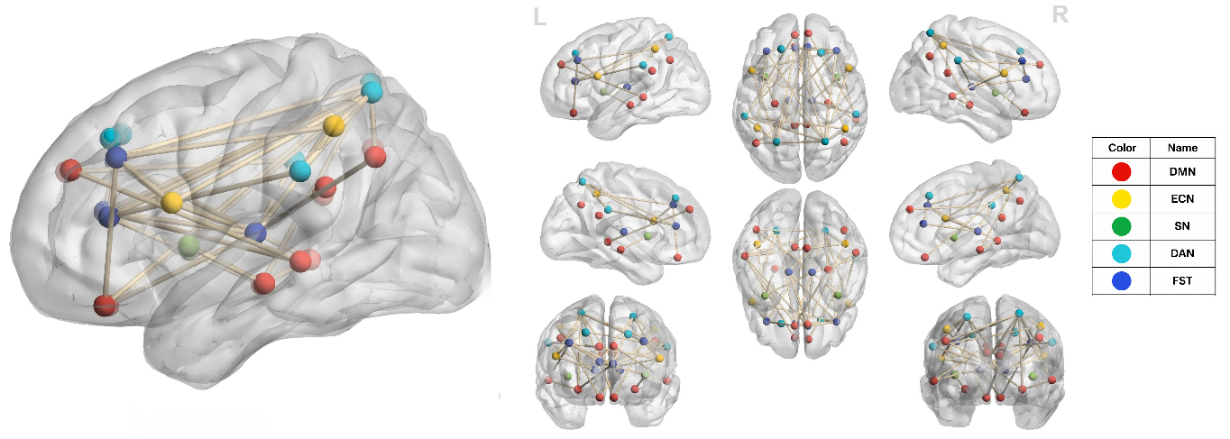 L
R
Color Name
DMN
ECN
SN
DAN
FST